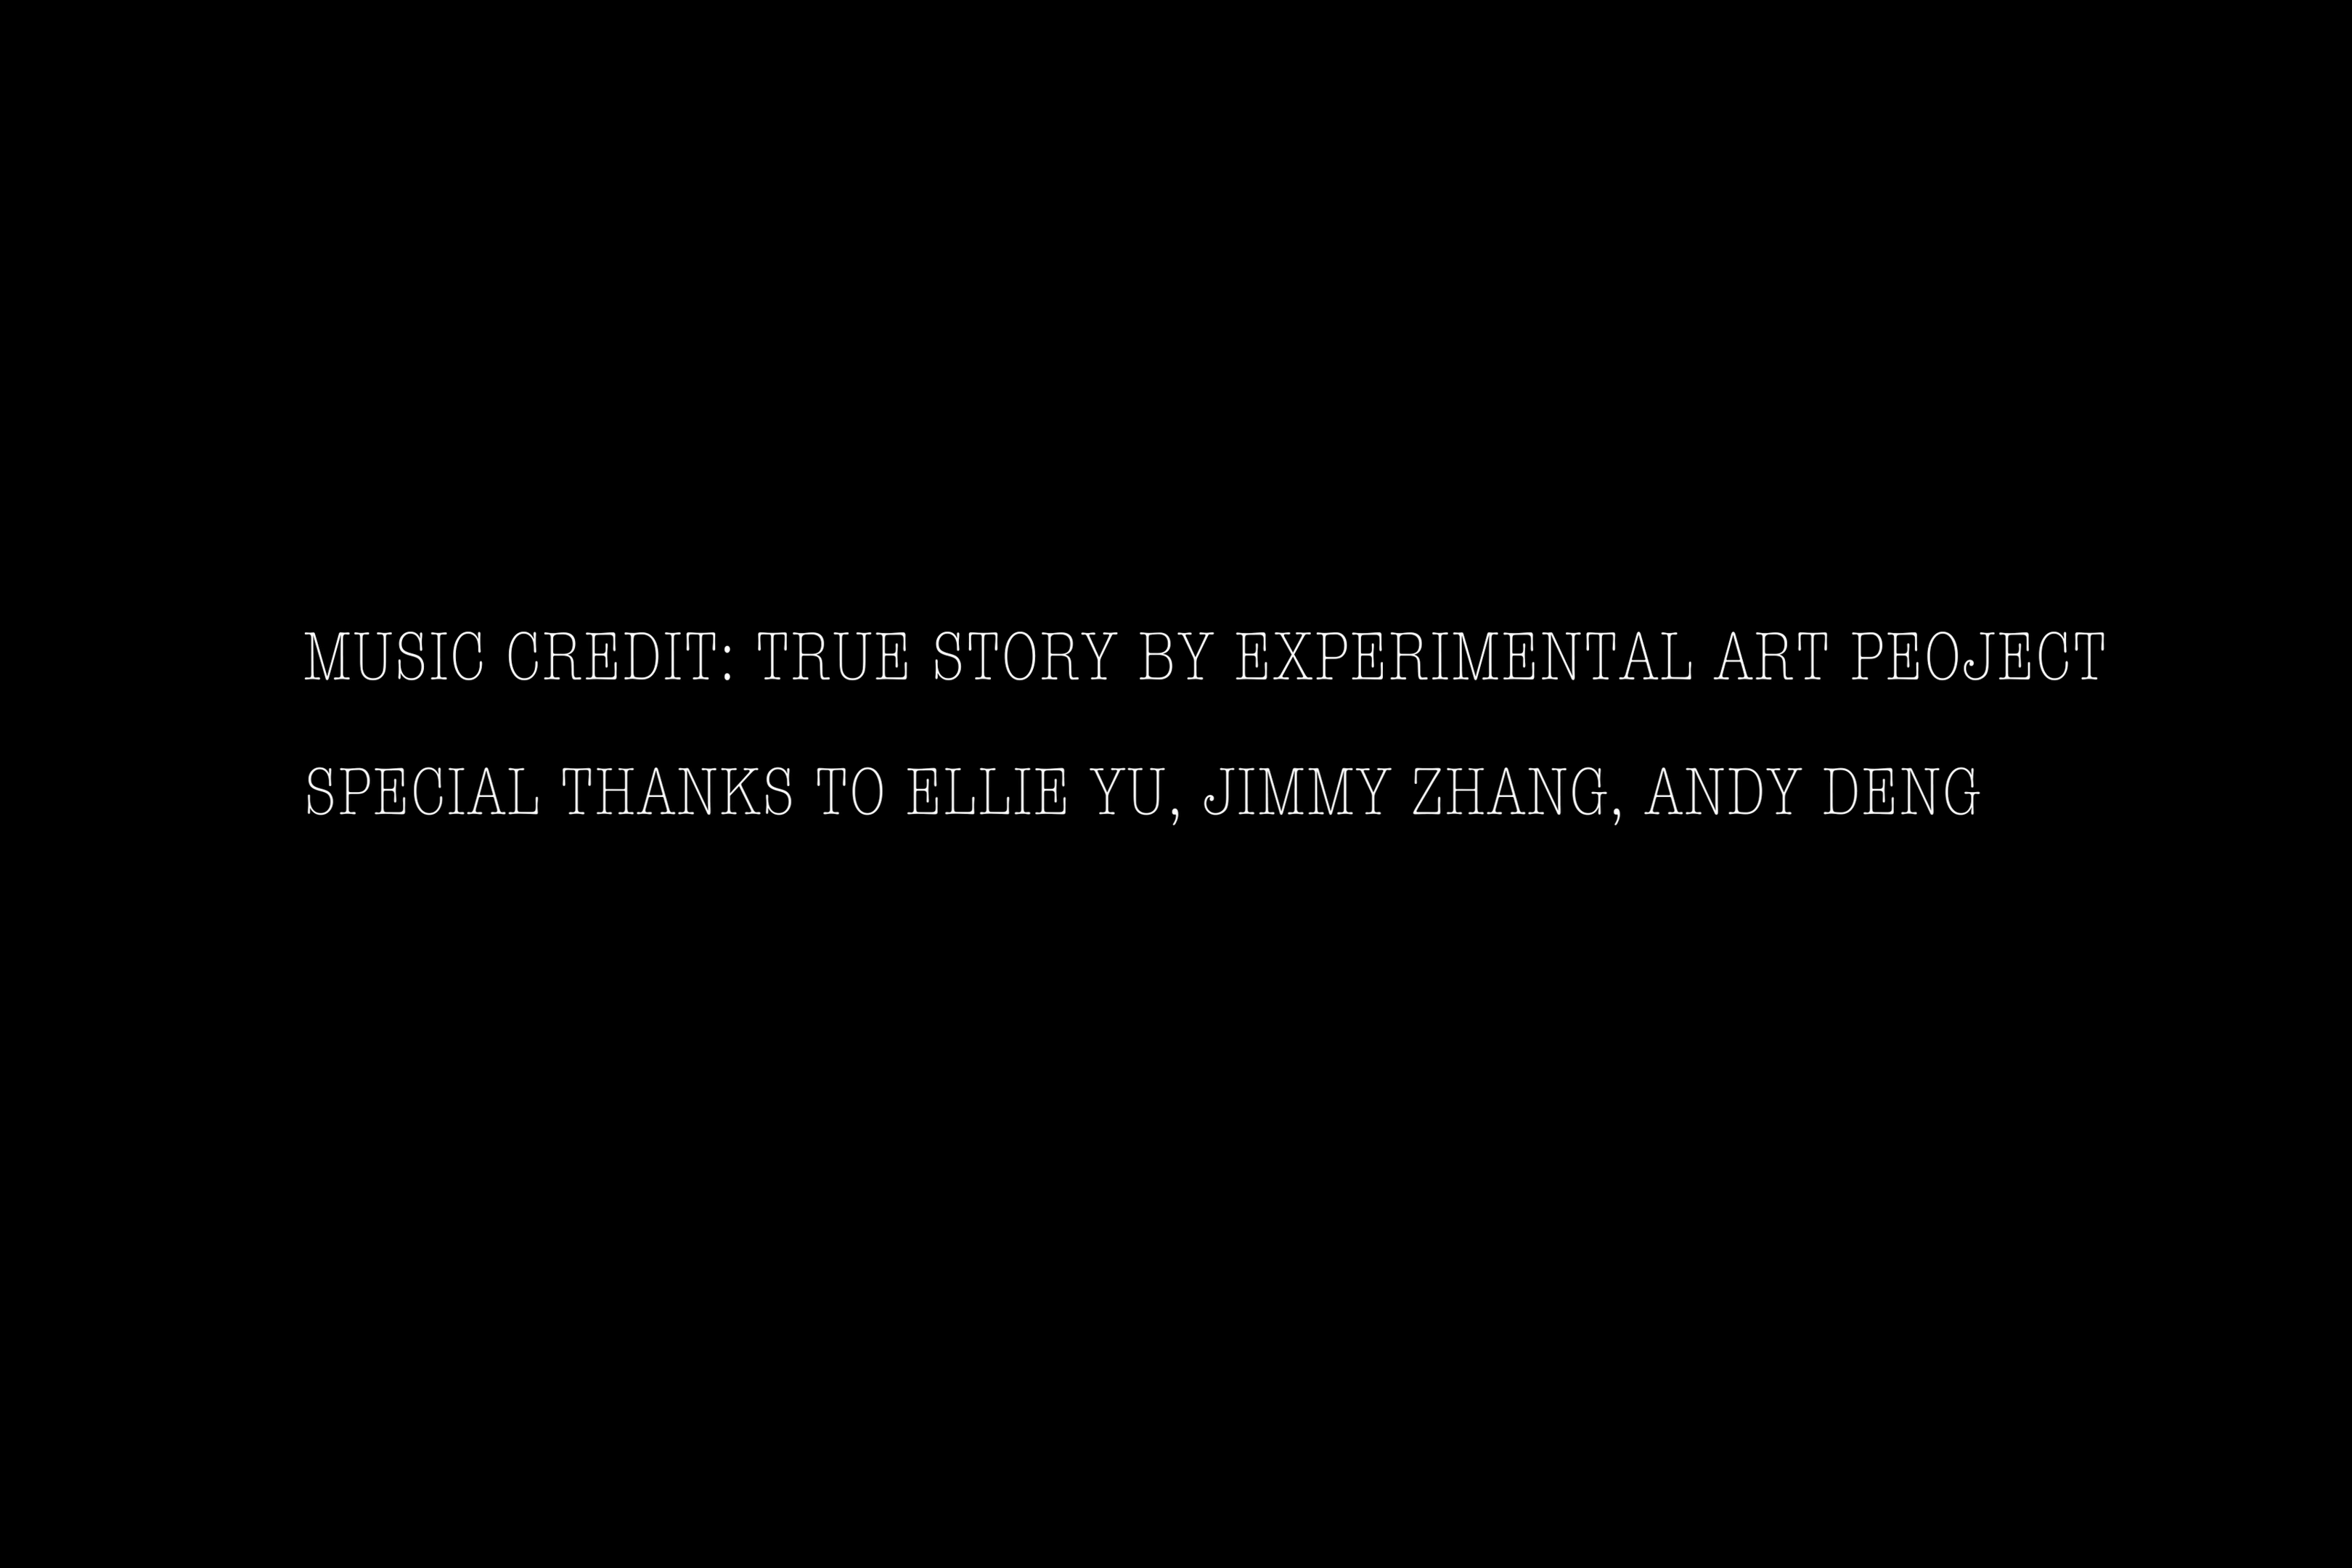 MUSIC CREDIT: TRUE STORY BY EXPERIMENTAL ART PEOJECT
SPECIAL THANKS TO ELLIE YU, JIMMY ZHANG, ANDY DENG